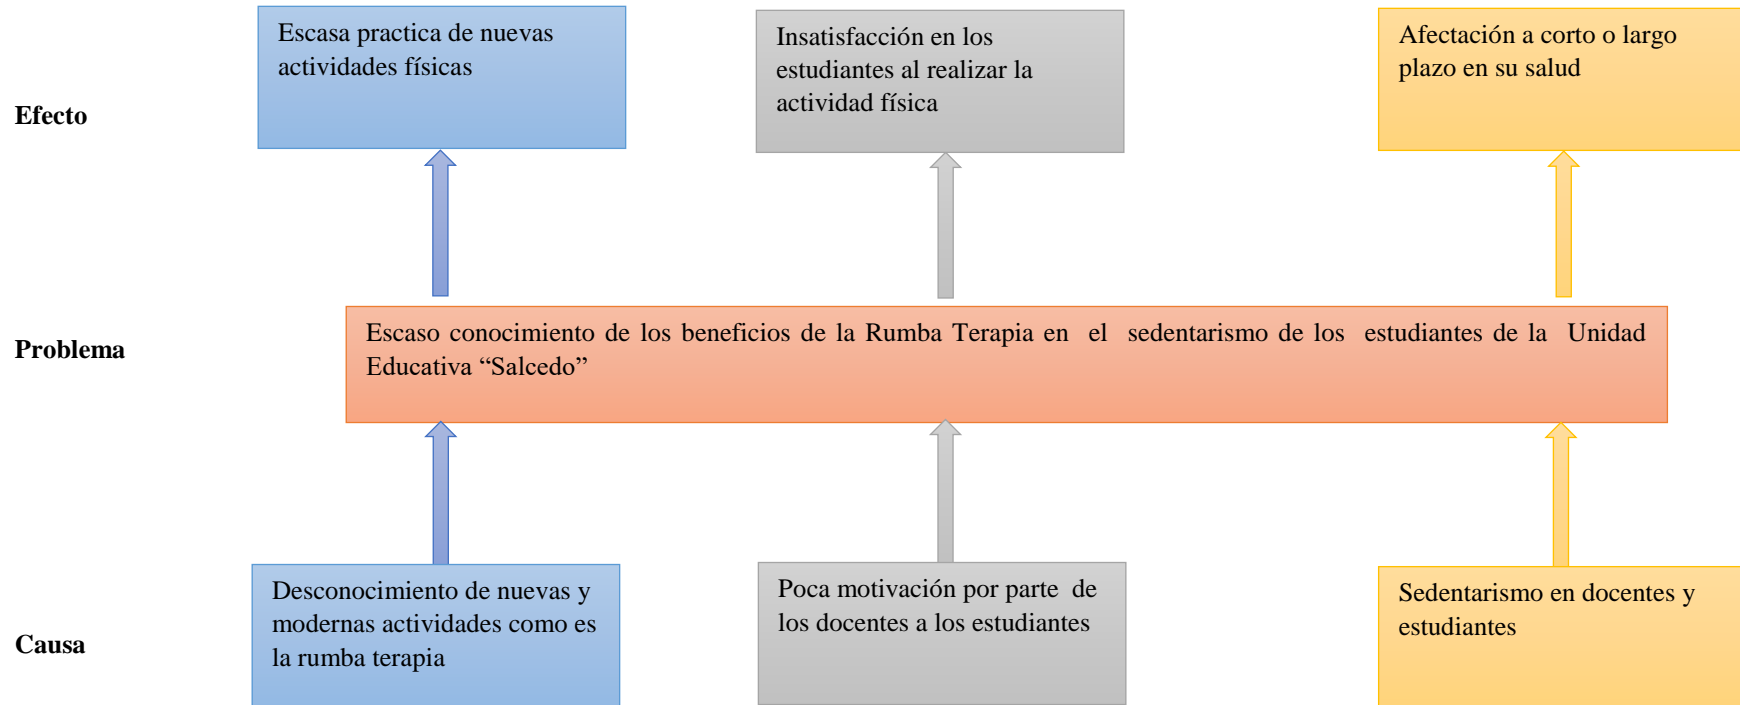 Escasa practica de nuevas
actividades físicas
Insatisfacción en los
estudiantes al realizar la
actividad física
Afectación a corto o largo
plazo en su salud
Efecto
Problema
Escaso conocimiento de los beneficios de la Rumba Terapia en el sedentarismo de los estudiantes de la Unidad
Educativa “Salcedo”
Desconocimiento de nuevas y
modernas actividades como es
la rumba terapia
Poca motivación por parte de
los docentes a los estudiantes
Sedentarismo en docentes y
estudiantes
Causa